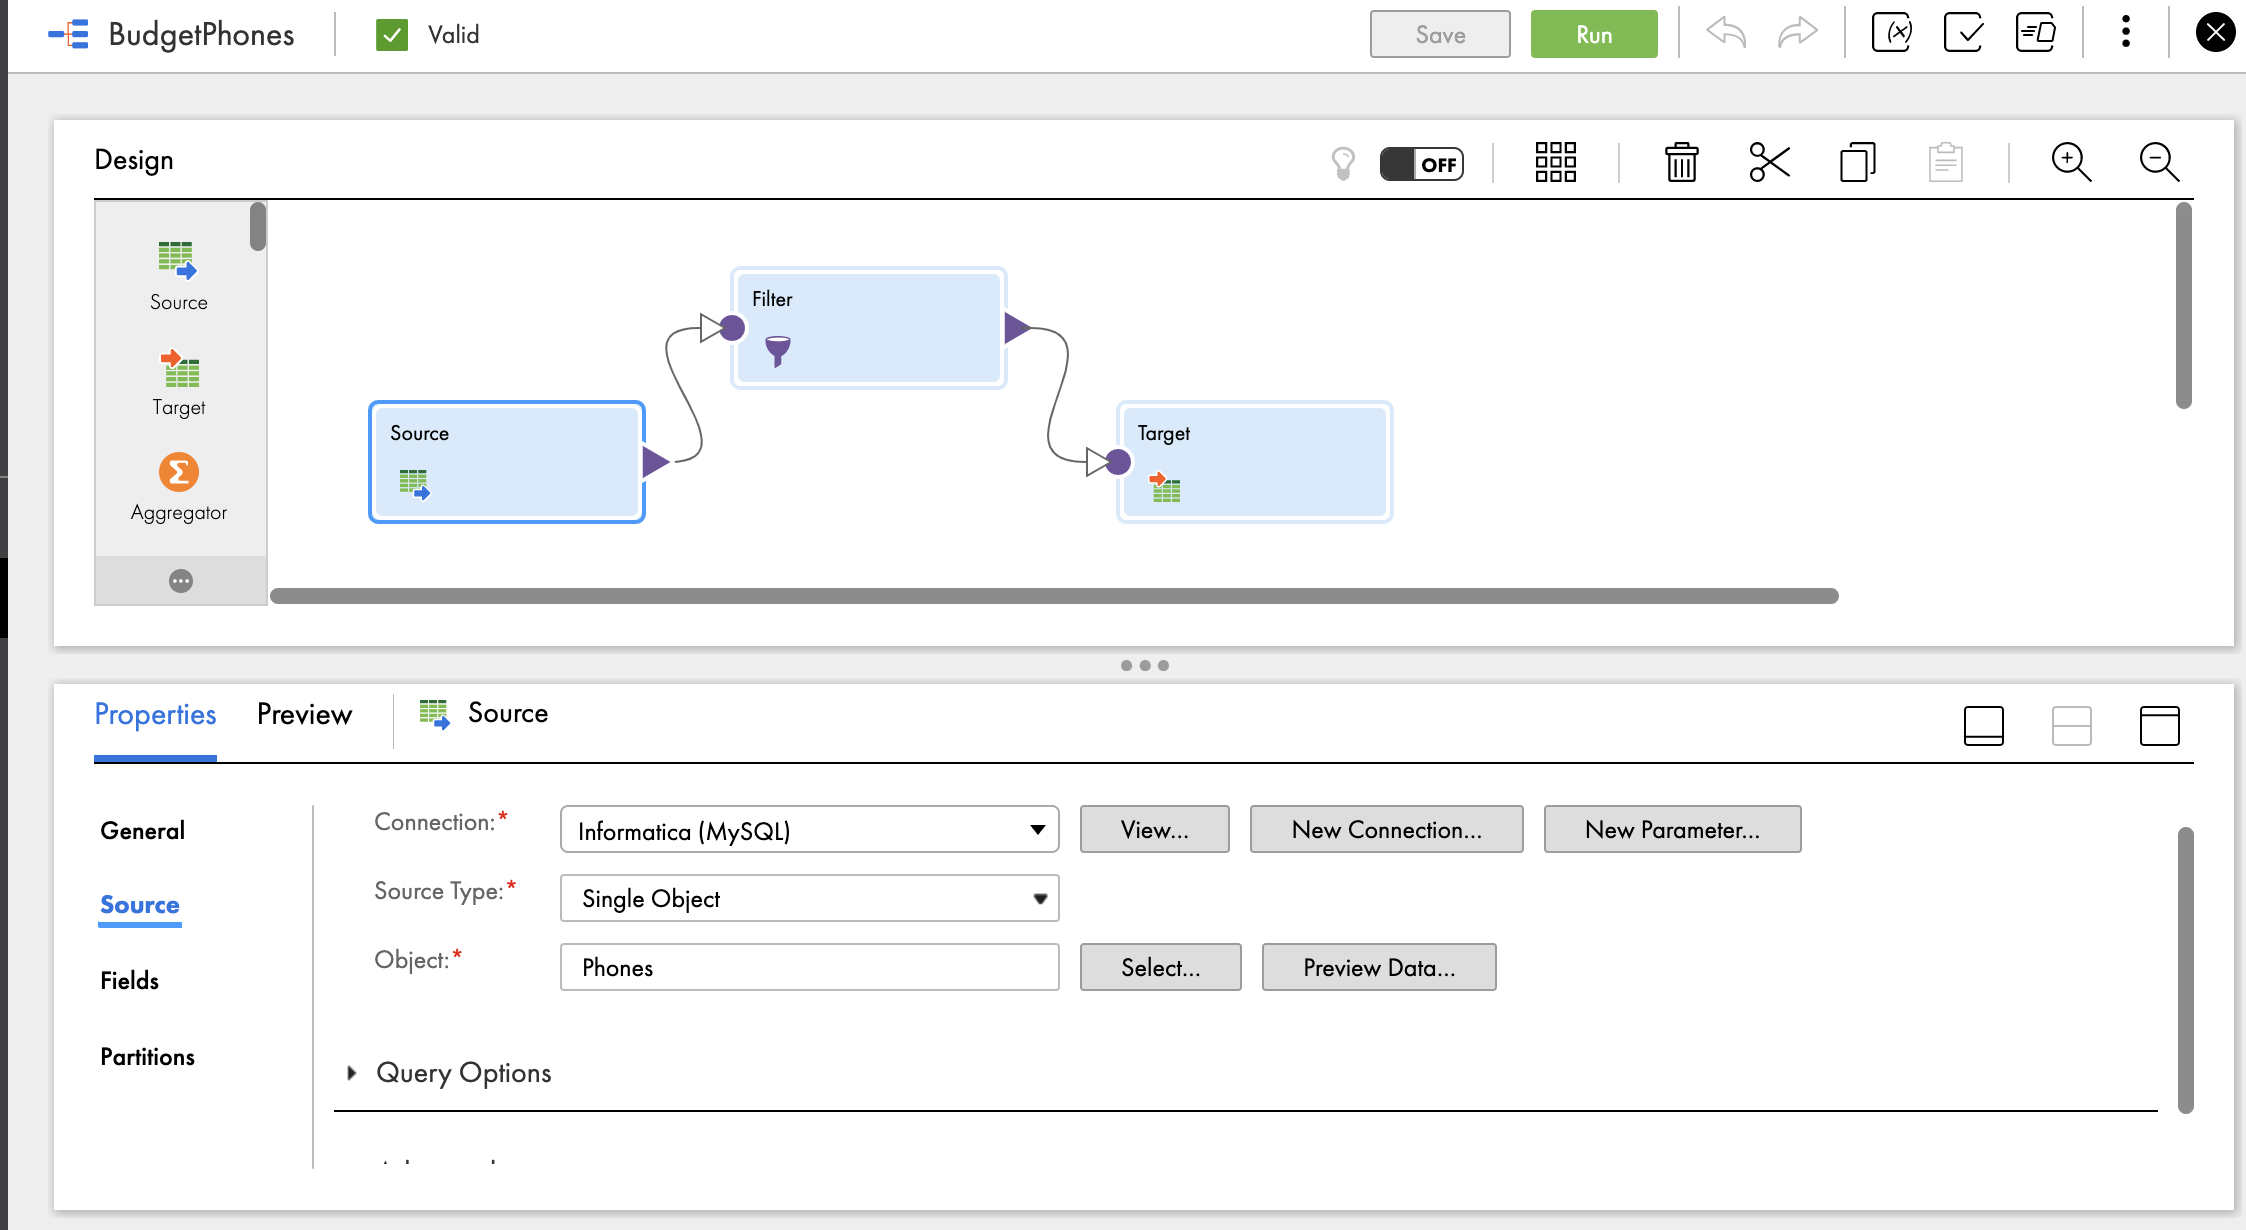 BudgetPhones
Valid
Save
Run
(x)
Design
OFF
Source
Target
Aggregator
Filter
Source
Target
Properties
Preview
Source
General
Source
Fields
Partitions
Connection:*
Informatica (MySQL)
View...
New Connection...
New Parameter...
Source Type:*
Single Object
Object:*
Phones
Select...
Preview Data...
Query Options